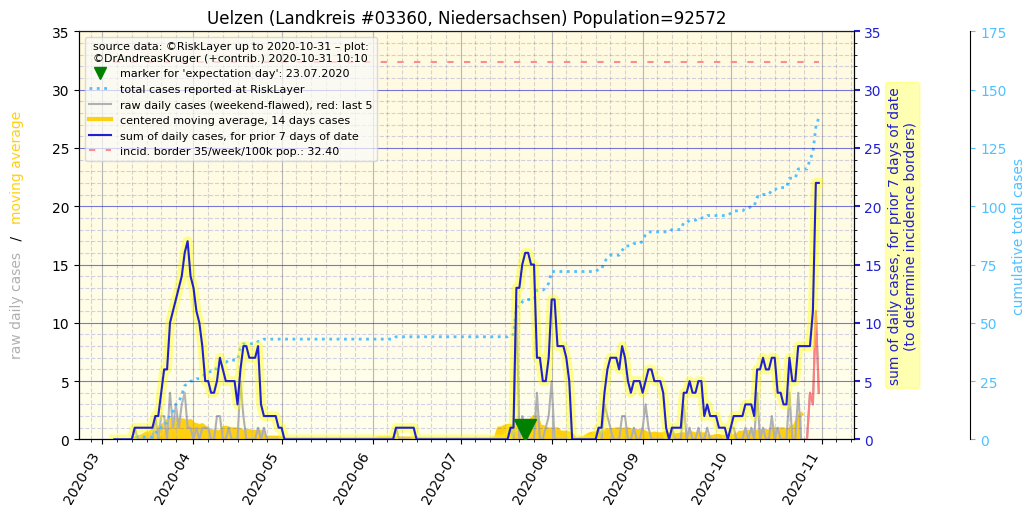 Uelzen (Landkreis #03360, Niedersachsen) Population=92572
source data: ©RiskLayer up to 2020-10-31 – plot:
©DrAndreasKruger (+contrib.) 2020-10-31 10:10
marker for 'expectation day': 23.07.2020
total cases reported at RiskLayer
raw daily cases (weekend-flawed), red: last 5
centered moving average, 14 days cases
sum of daily cases, for prior 7 days of date
incid. border 35/week/100k pop.: 32.40
raw daily cases / moving average
35
30
25
20
15
10
5
0
2020-03
2020-04
2020-05
2020-06
2020-07
2020-08
2020-09
2020-10
2020-11
35
30
25
20
15
10
5
0
sum of daily cases, for prior 7 days of date
(to determine incidence borders)
175
150
125
100
75
50
25
0
cumulative total cases